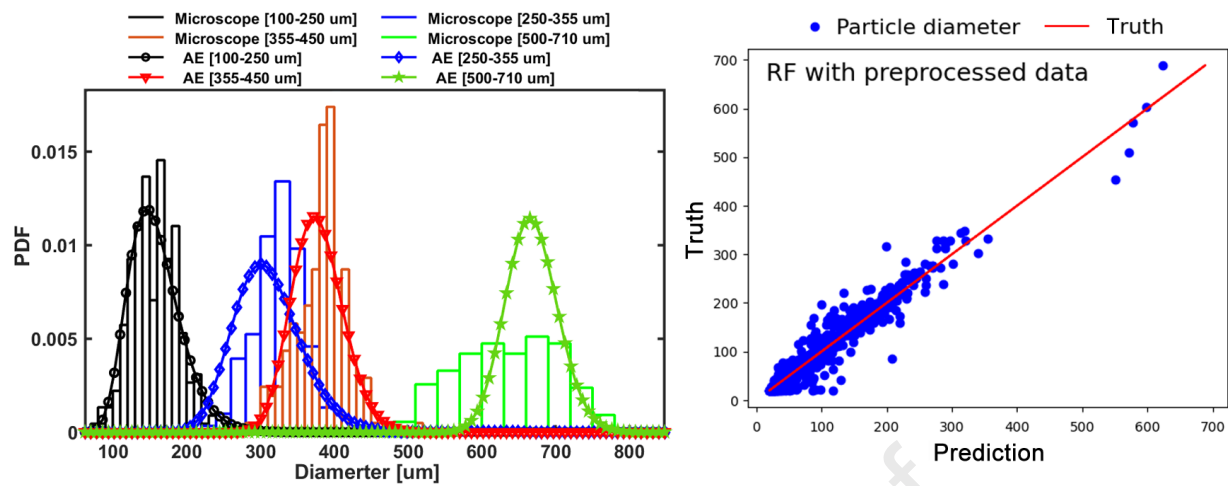 Microscope [100-250 um]
Microscope [250-355 um]
Microscope [355-450 um]
Microscope [500-710 um]
AE [100-250 um]
AE [250-355 um]
AE [355-450 um]
AE [500-710 um]
PDF
0.015
0.01
0.005
0
100 200 300 400 500 600 700 800
Diamerter [um]
Particle diameter
Truth
RF with preprocessed data
Truth
700
600
500
400
300
200
100
0
0 100 200 300 400 500 600 700
Prediction
f